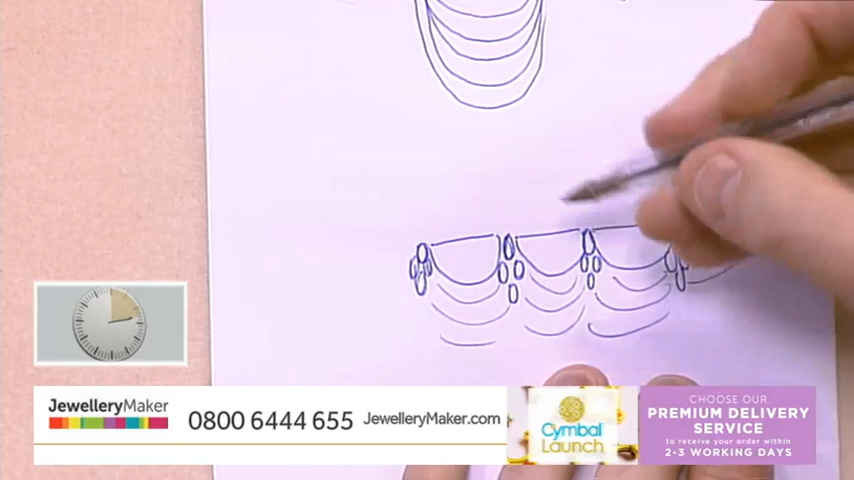 JewelleryMaker
0800 6444 655
JewelleryMaker.com
Cymbal
LAUNCH
CHOOSE OUR
PREMIUM DELIVERY
SERVICE
to receive your order within
2-3 WORKING DAYS